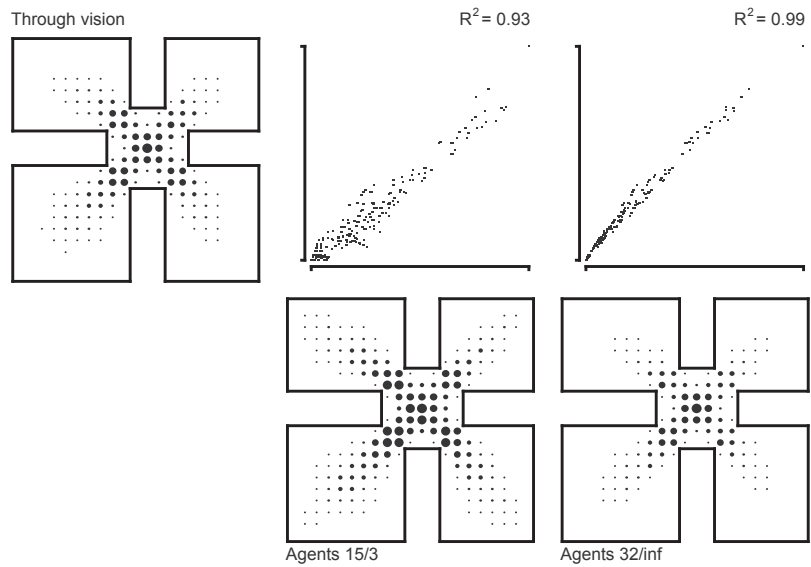 Through vision
R² = 0.93
R² = 0.99
Agents 15/3
Agents 32/inf